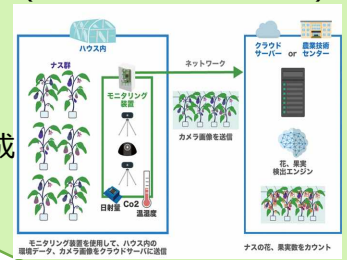 ハウス内
ナス群
モニタリング
装置
日射量
Co2
温湿度
ネットワーク
カメラ画像を送信
クラウド
サーバー
or
農業技術
センター
花、果実
検出エンジン
モニタリング装置を使用して、ハウス内の
環境データ、カメラ画像をクラウドサーバに送信
ナスの花、果実数をカウント
成